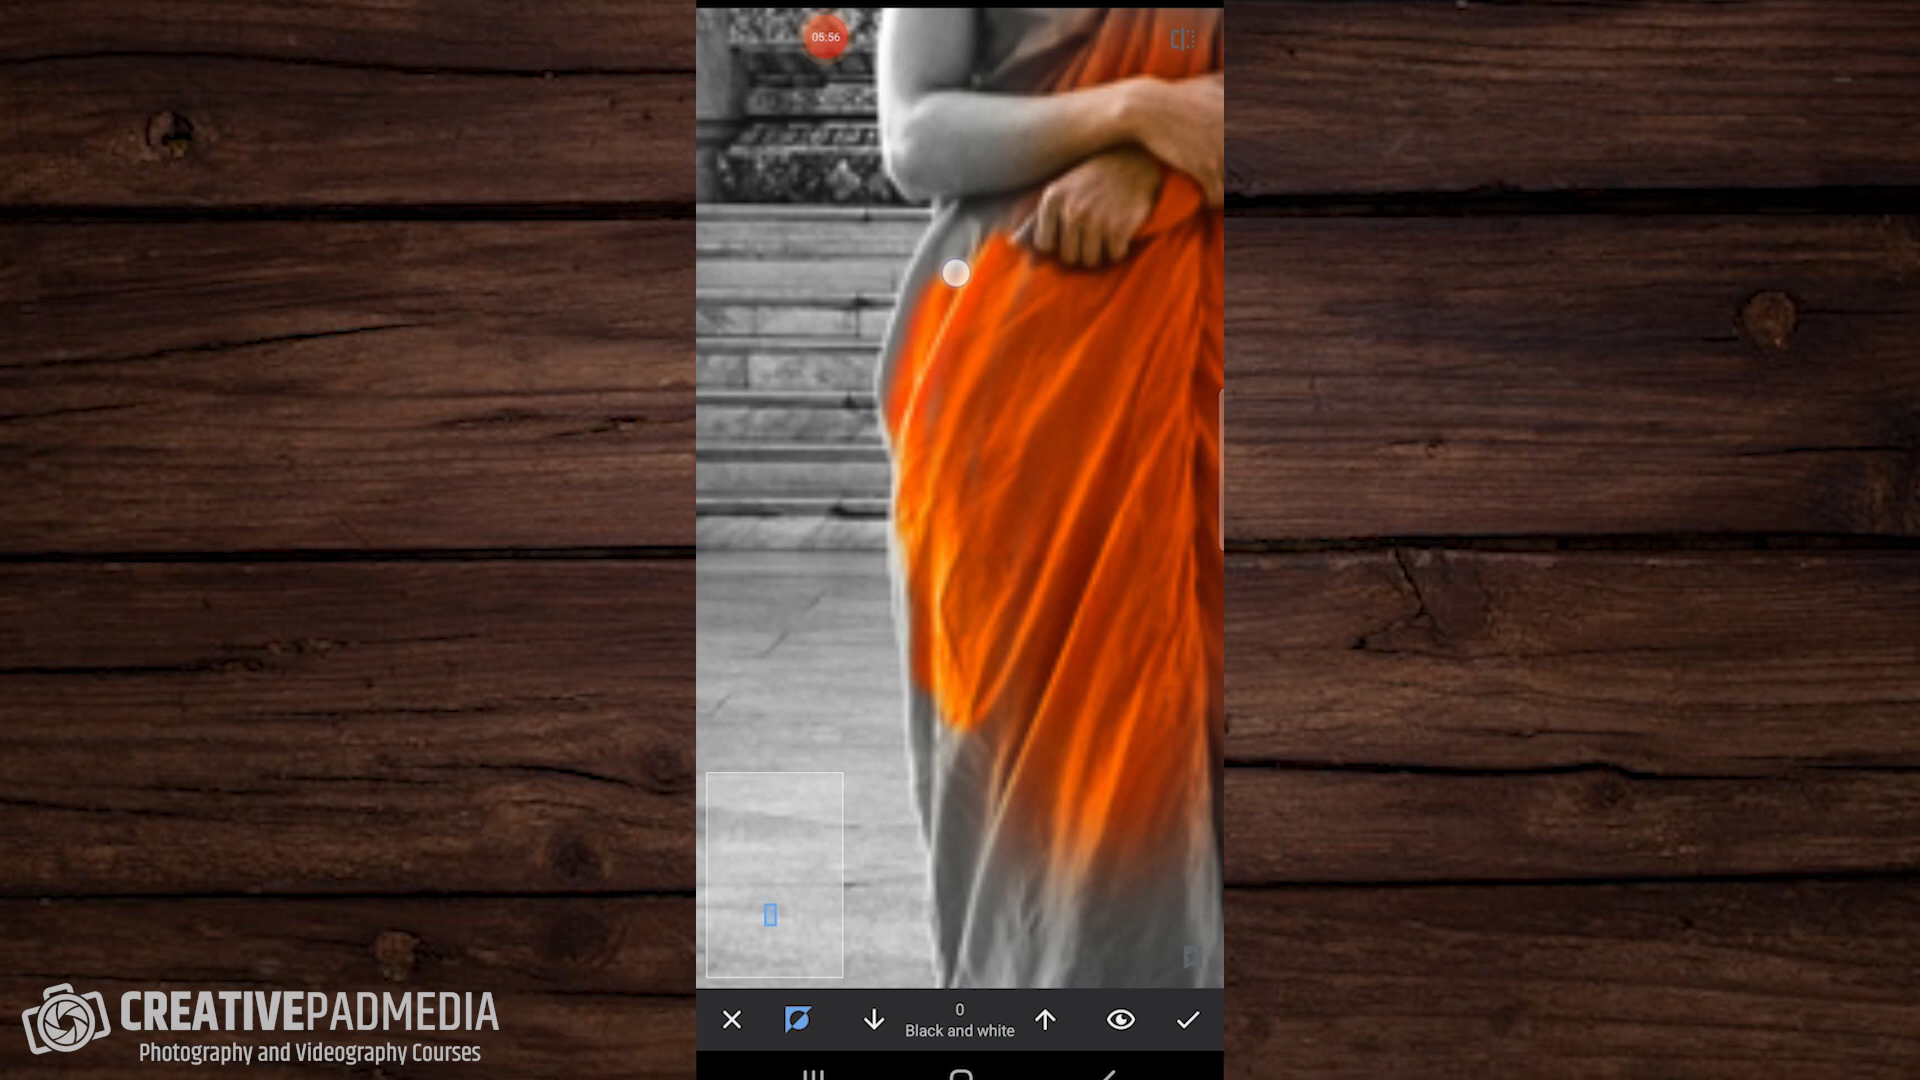 05:56
0
Black and white
CREATIVEPADMEDIA
Photography and Videography Courses